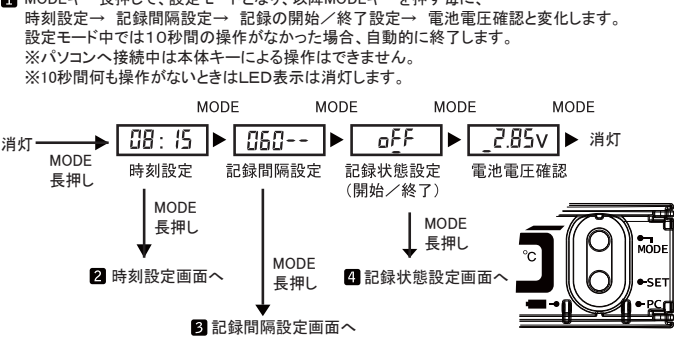 1 MODEキー長押しで、設定モードとなり、以降MODEキーを押す毎に、
時刻設定→ 記録間隔設定→ 記録の開始／終了設定→ 電池電圧確認と変化します。
設定モード中では１０秒間の操作がなかった場合、自動的に終了します。
※パソコンへ接続中は本体キーによる操作はできません。
※10秒間何も操作がないときはLED表示は消灯します。
MODE MODE MODE MODE
消灯 08:15 060-- oFF _2.85V 消灯
MODE
長押し
時刻設定 記録間隔設定 記録状態設定 電池電圧確認
（開始／終了）
MODE
長押し
MODE
長押し
MODE
長押し
2 時刻設定画面へ
4 記録状態設定画面へ
3 記録間隔設定画面へ
℃
MODE
SET
PC